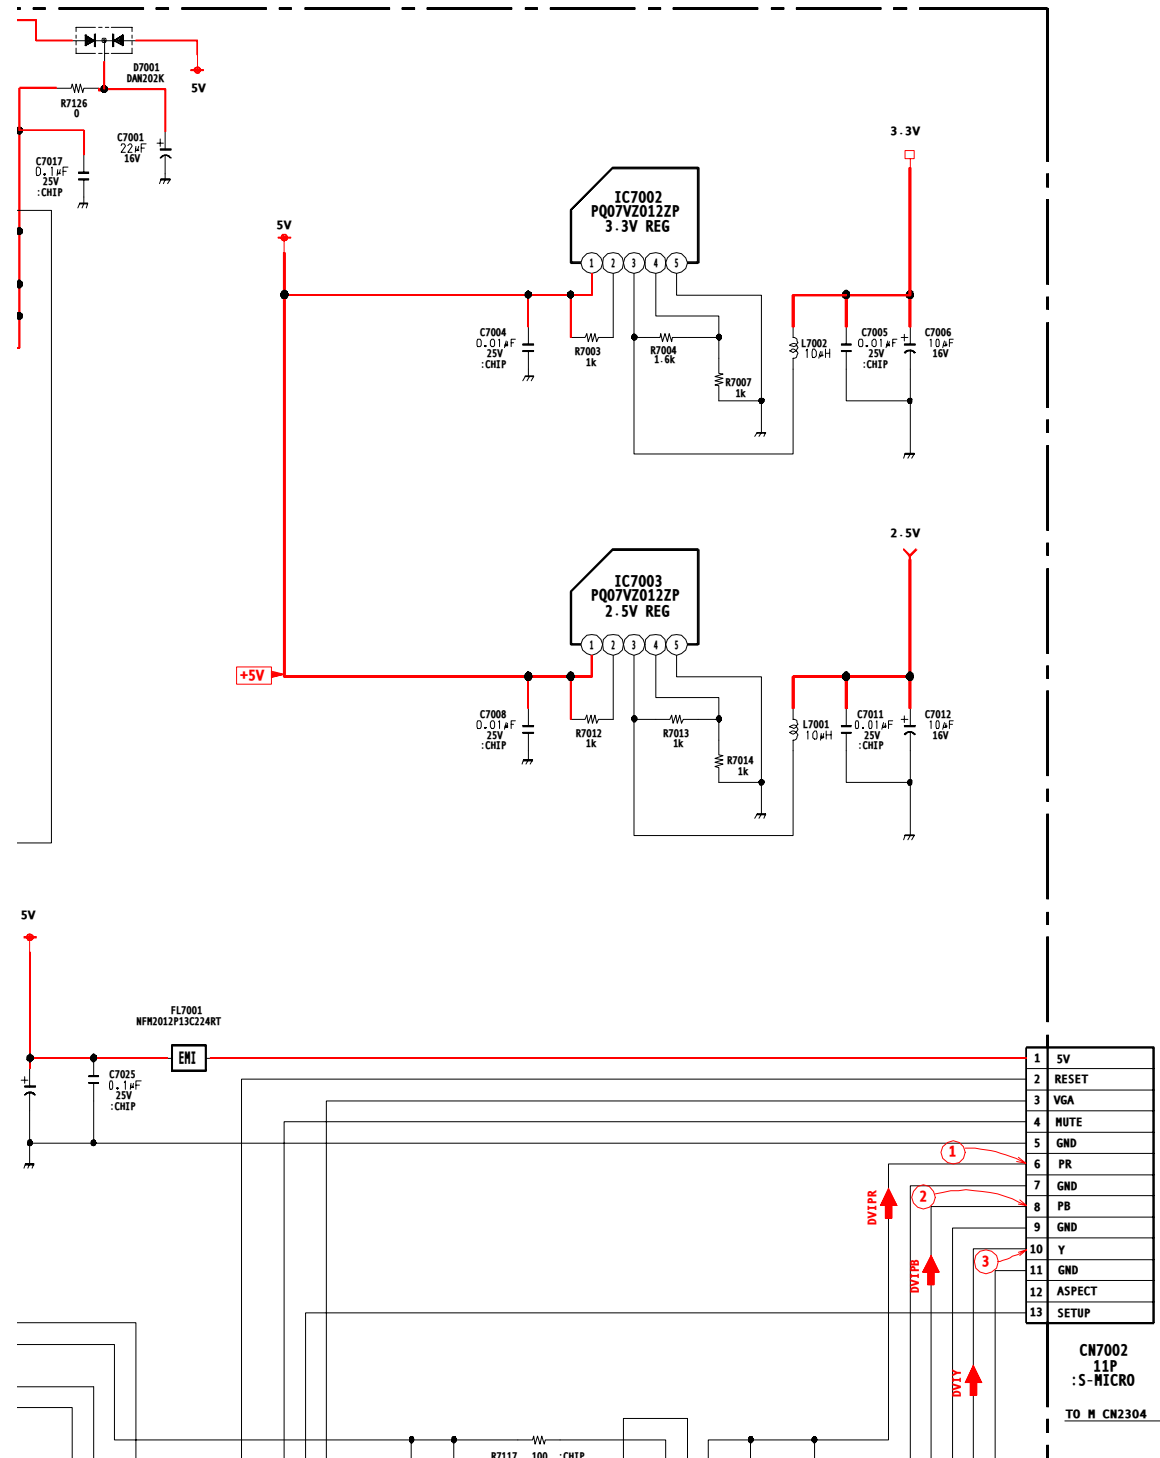 D7001
DAN202K
5V
R7126
0
C7001
22µF
16V
+
C7017
0.1µF
25V
:CHIP
3.3V
IC7002
PQ07VZ012ZP
3.3V REG
1 2 3 4 5
5V
C7004
0.01µF
25V
:CHIP
R7003
1k
R7004
1.6k
R7007
1k
L7002
10µH
C7005
0.01µF
25V
:CHIP
+
C7006
10µF
16V
2.5V
IC7003
PQ07VZ012ZP
2.5V REG
1 2 3 4 5
+5V
C7008
0.01µF
25V
:CHIP
R7012
1k
R7013
1k
R7014
1k
L7001
10µH
C7011
0.01µF
25V
:CHIP
+
C7012
10µF
16V
5V
FL7001
NFM2012P13C224RT
EMI
+
C7025
0.1µF
25V
:CHIP
1 5V
2 RESET
3 VGA
4 MUTE
5 GND
6 PR
7 GND
8 PB
9 GND
10 Y
11 GND
12 ASPECT
13 SETUP
1
2
3
DVIPR
DVIPB
DVIY
CN7002
11P
:S-MICRO
TO M CN2304
R7117 100 :CHIP